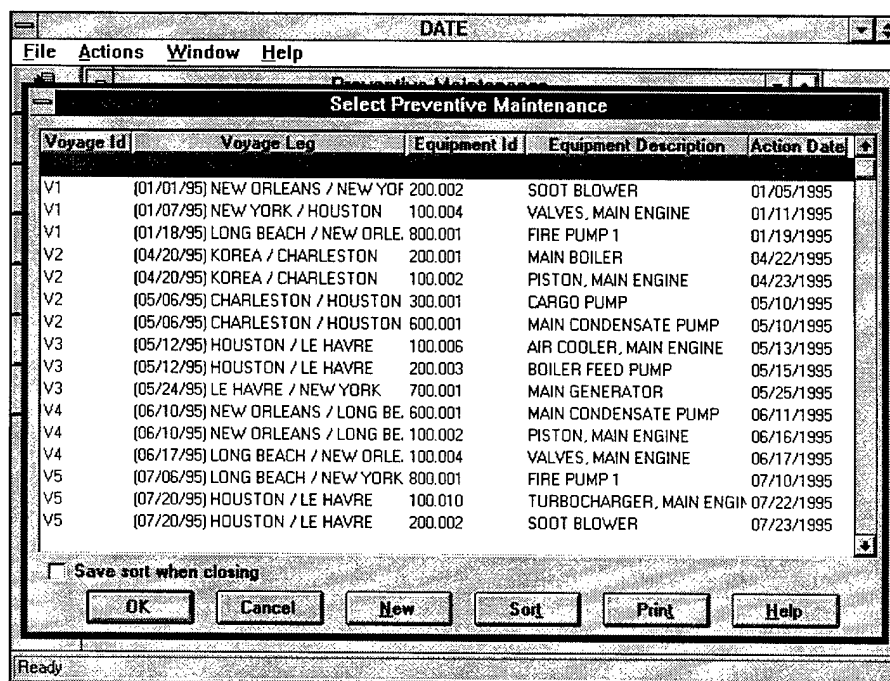 DATE
File Actions Window Help
Preventive Maintenance
Select Preventive Maintenance
Voyage Id Voyage Leg Equipment Id Equipment Description Action Date
V1 (01/01/95) NEW ORLEANS / NEW YOR 200.002 SOOT BLOWER 01/05/1995
V1 (01/07/95) NEW YORK / HOUSTON 100.004 VALVES, MAIN ENGINE 01/11/1995
V1 (01/18/95) LONG BEACH / NEW ORLE. 800.001 FIRE PUMP 1 01/19/1995
V2 (04/20/95) KOREA / CHARLESTON 200.001 MAIN BOILER 04/22/1995
V2 (04/20/95) KOREA / CHARLESTON 100.002 PISTON, MAIN ENGINE 04/23/1995
V2 (05/06/95) CHARLESTON / HOUSTON 300.001 CARGO PUMP 05/10/1995
V2 (05/06/95) CHARLESTON / HOUSTON 600.001 MAIN CONDENSATE PUMP 05/10/1995
V3 (05/12/95) HOUSTON / LE HAVRE 100.006 AIR COOLER, MAIN ENGINE 05/13/1995
V3 (05/12/95) HOUSTON / LE HAVRE 200.003 BOILER FEED PUMP 05/15/1995
V3 (05/24/95) LE HAVRE / NEW YORK 700.001 MAIN GENERATOR 05/25/1995
V4 (06/10/95) NEW ORLEANS / LONG BE. 600.001 MAIN CONDENSATE PUMP 06/11/1995
V4 (06/10/95) NEW ORLEANS / LONG BE. 100.002 PISTON, MAIN ENGINE 06/16/1995
V4 (06/17/95) LONG BEACH / NEW ORLE. 100.004 VALVES, MAIN ENGINE 06/17/1995
V5 (07/06/95) LONG BEACH / NEW YORK 800.001 FIRE PUMP 1 07/10/1995
V5 (07/20/95) HOUSTON / LE HAVRE 100.010 TURBOCHARGER, MAIN ENGIN 07/22/1995
V5 (07/20/95) HOUSTON / LE HAVRE 200.002 SOOT BLOWER 07/23/1995
Save sort when closing
OK Cancel New Sort Print Help
Ready